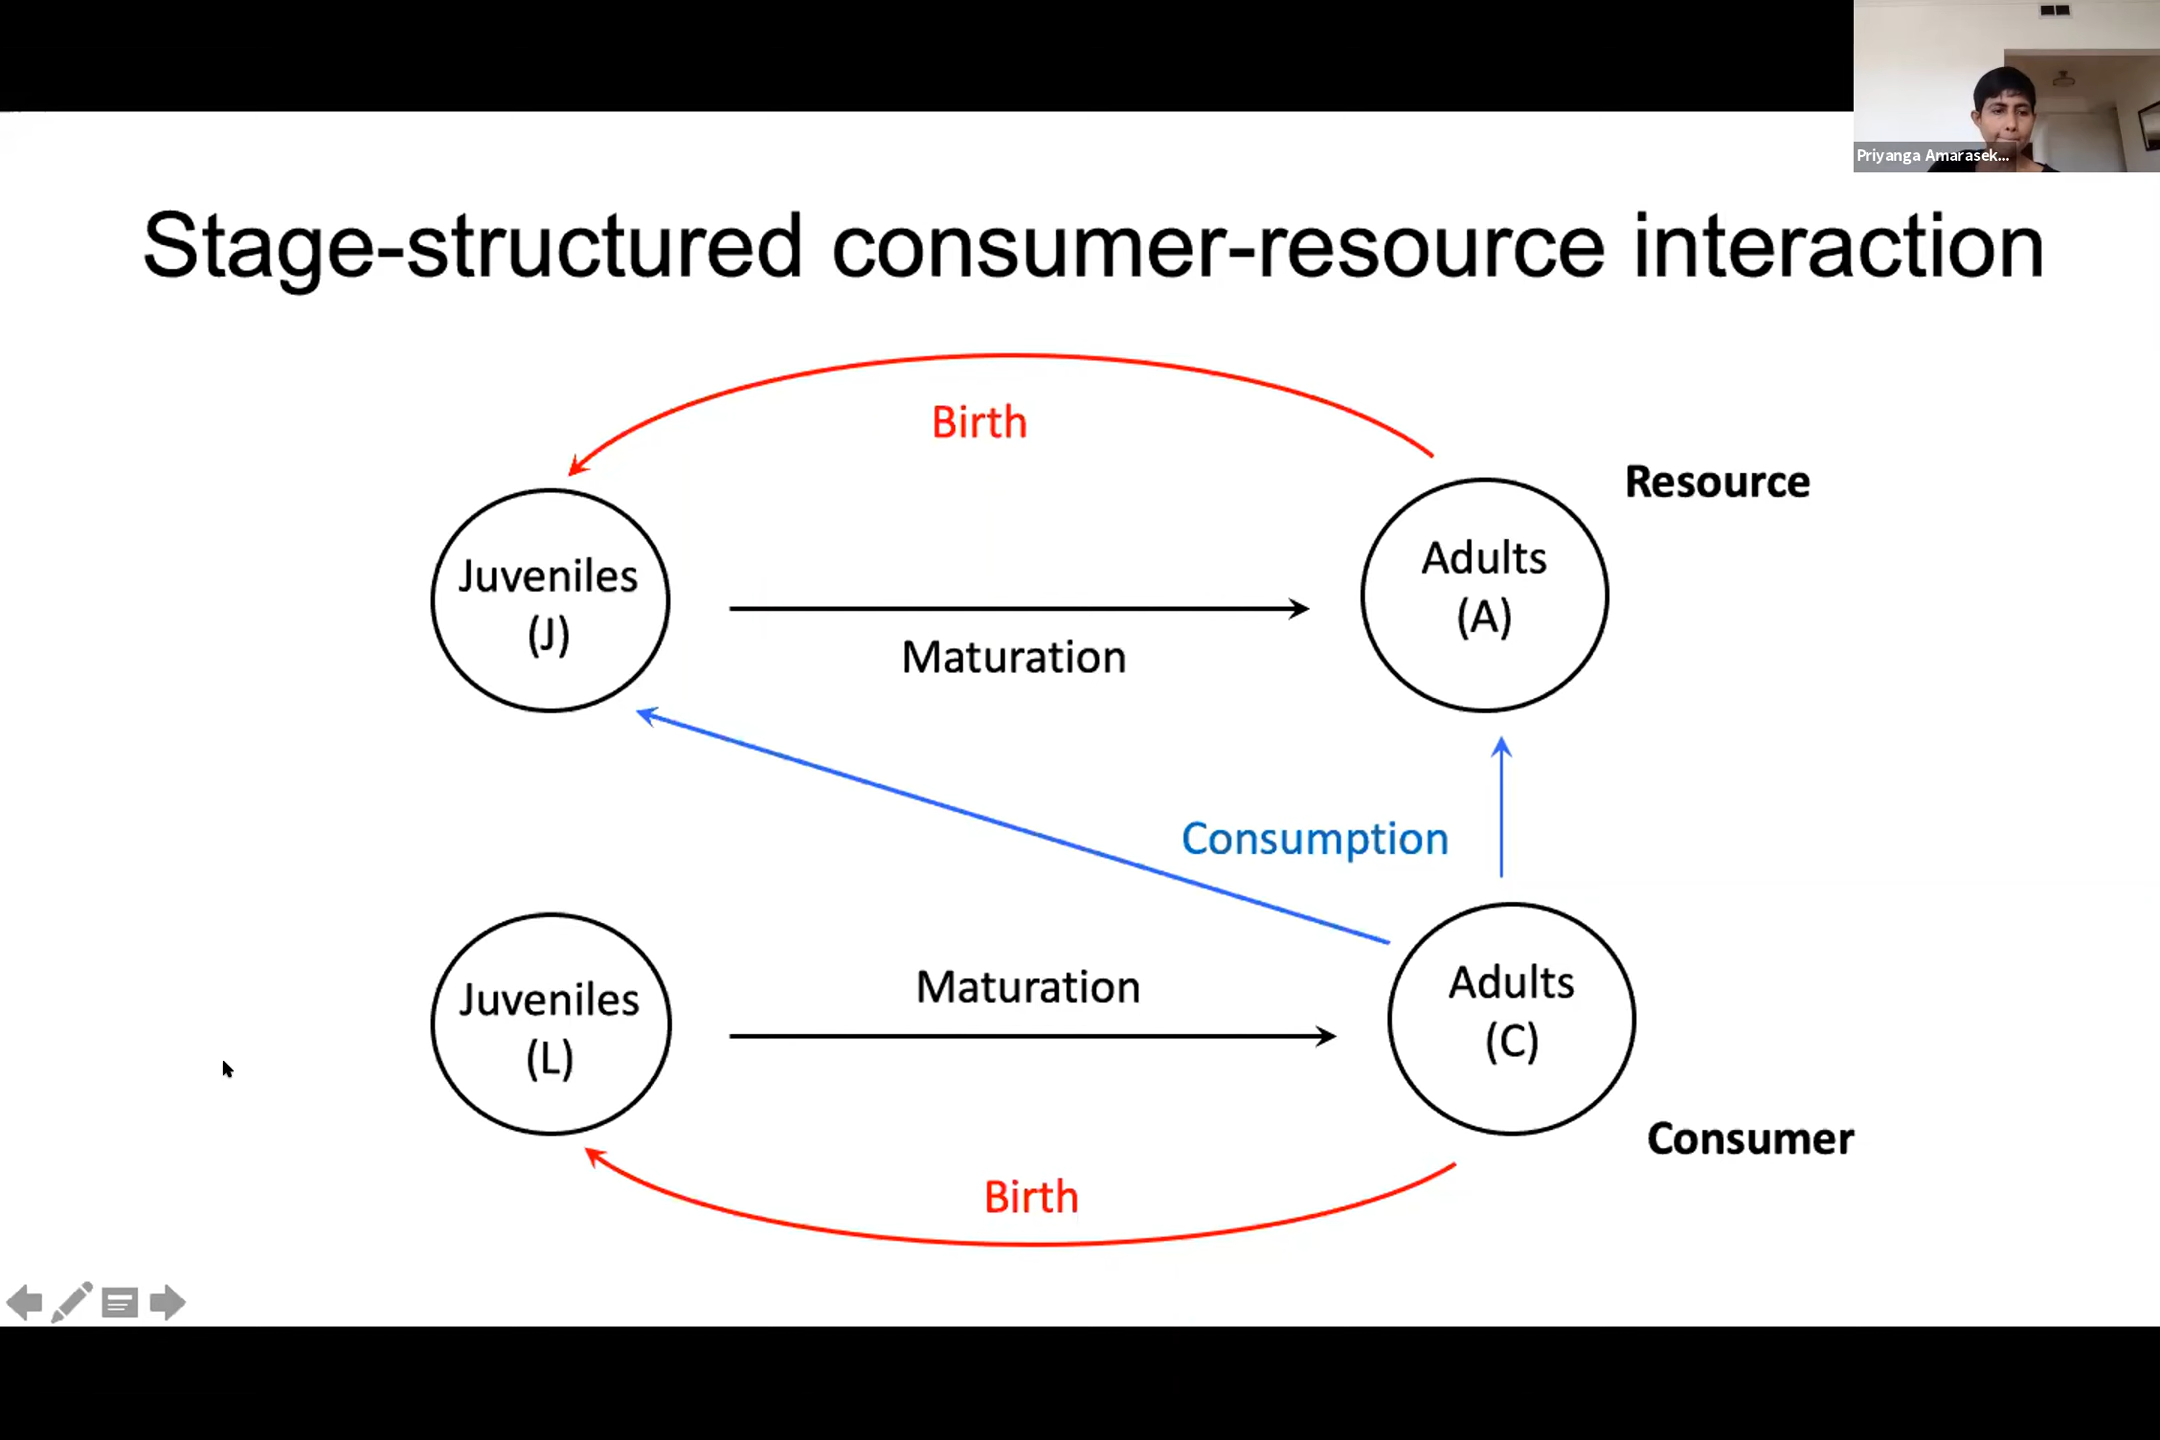 Priyanga Amarasek...
Stage-structured consumer-resource interaction
Birth
Resource
Juveniles
(J)
Adults
(A)
Maturation
Consumption
Juveniles
(L)
Maturation
Adults
(C)
Consumer
Birth